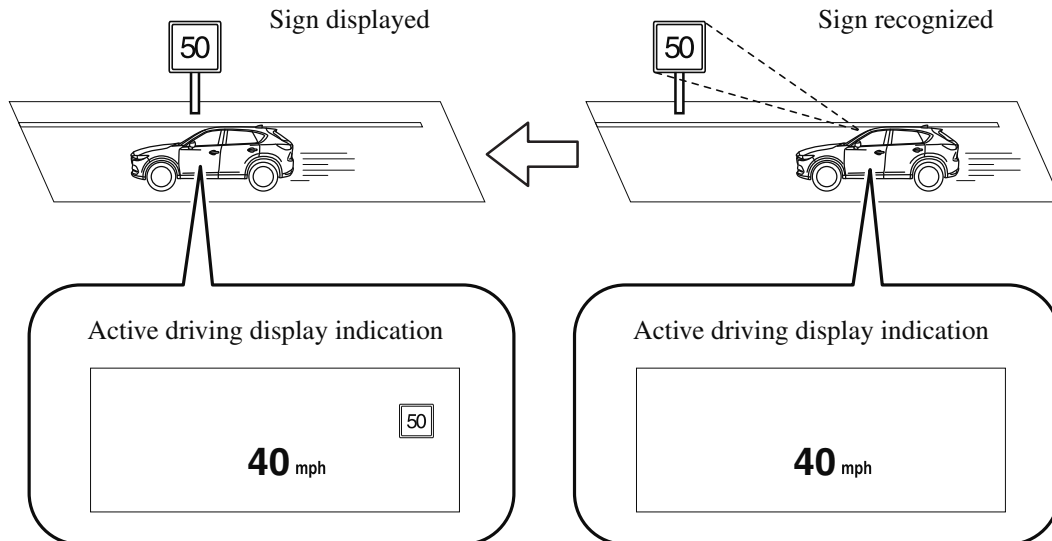 Sign displayed
Sign recognized
50
50
Active driving display indication
Active driving display indication
50
40 mph
40 mph